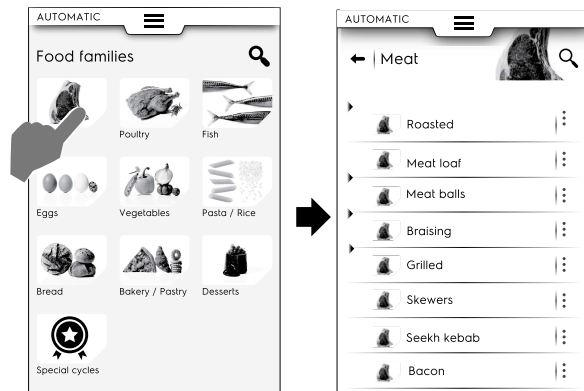 AUTOMATIC
Food families
Poultry
Fish
Eggs
Vegetables
Pasta / Rice
Bread
Bakery / Pastry
Desserts
Special cycles
AUTOMATIC
Meat
Roasted
Meat loaf
Meat balls
Braising
Grilled
Skewers
Seekh kebab
Bacon